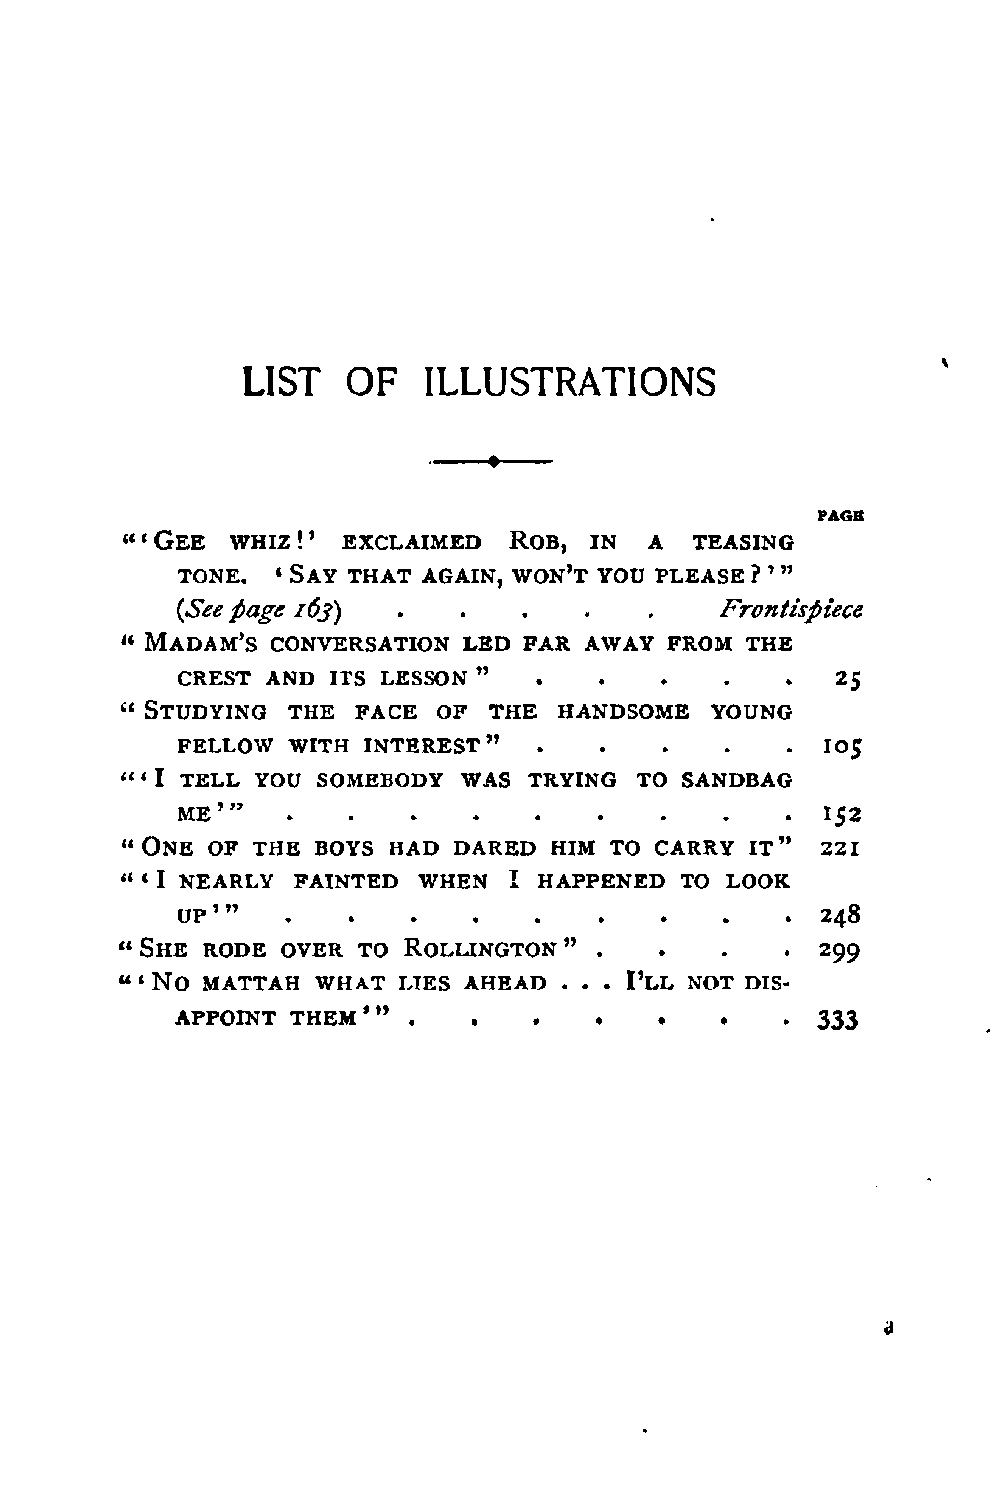 LIST OF ILLUSTRATIONS
PAGE
"'Gee whiz!' exclaimed Rob, in a teasing
tone. 'Say that again, won't you please?'"
(See page 163) . . . . . Frontispiece
"Madam's conversation led far away from the
crest and its lesson" . . . . . 25
"Studying the face of the handsome young
fellow with interest" . . . . . 105
"'I tell you somebody was trying to sandbag
me'" . . . . . . . . . 152
"One of the boys had dared him to carry it" 221
"'I nearly fainted when I happened to look
up'" . . . . . . . . . 248
"She rode over to Rollington" . . . . 299
"'No mattah what lies ahead . . . I'll not dis-
appoint them'" . . . . . . . 333